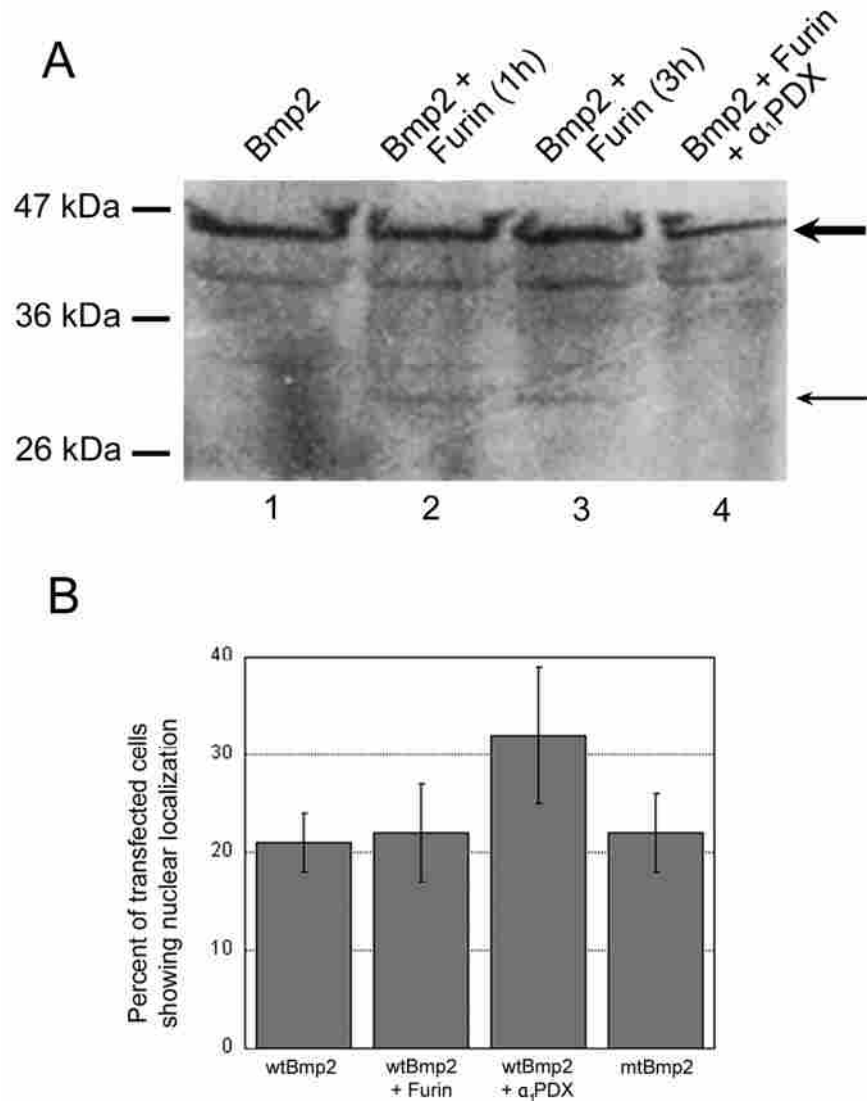 A
Bmp2
Bmp2 +
Furin (1h)
Bmp2 +
Furin (3h)
Bmp2 + Furin
+ α₁PDX
47 kDa
36 kDa
26 kDa
1 2 3 4
B
Percent of transfected cells
showing nuclear localization
40
30
20
10
0
wtBmp2
wtBmp2
+ Furin
wtBmp2
+ α₁PDX
mtBmp2